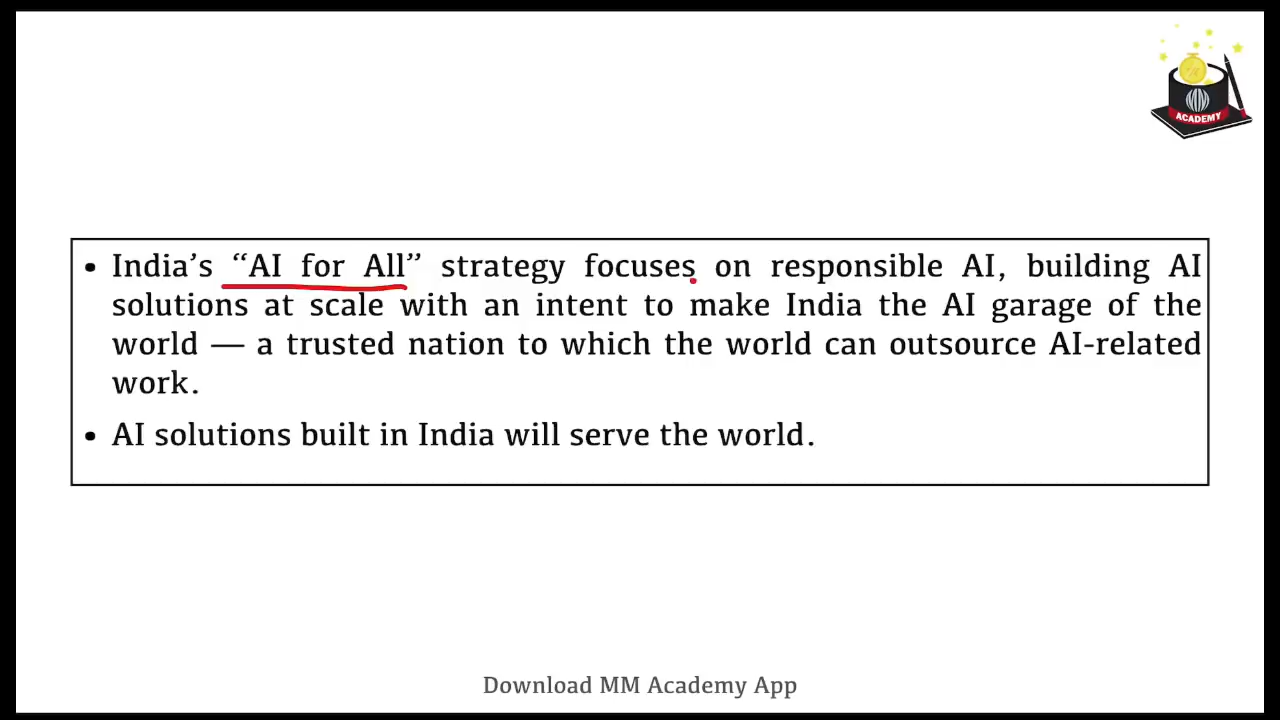 ACADEMY
• India’s “AI for All” strategy focuses on responsible AI, building AI
solutions at scale with an intent to make India the AI garage of the
world — a trusted nation to which the world can outsource AI-related
work.
• AI solutions built in India will serve the world.
Download MM Academy App